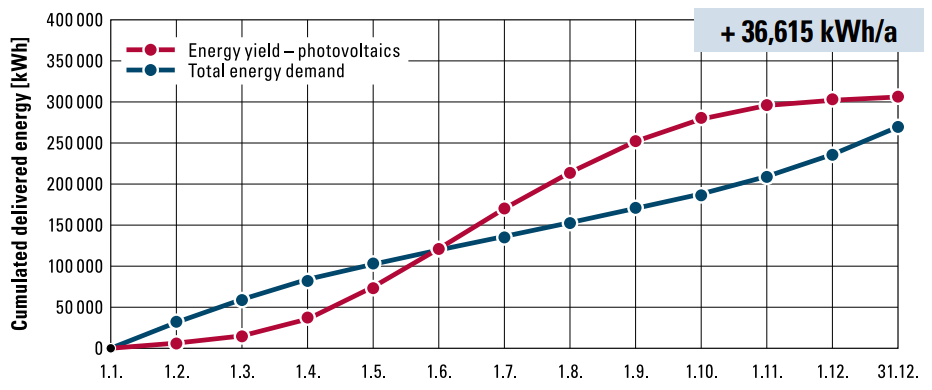 + 36,615 kWh/a
Energy yield – photovoltaics
Total energy demand
Cumulated delivered energy [kWh]
400 000
350 000
300 000
250 000
200 000
150 000
100 000
50 000
0
1.1. 1.2. 1.3. 1.4. 1.5. 1.6. 1.7. 1.8. 1.9. 1.10. 1.11. 1.12. 31.12.